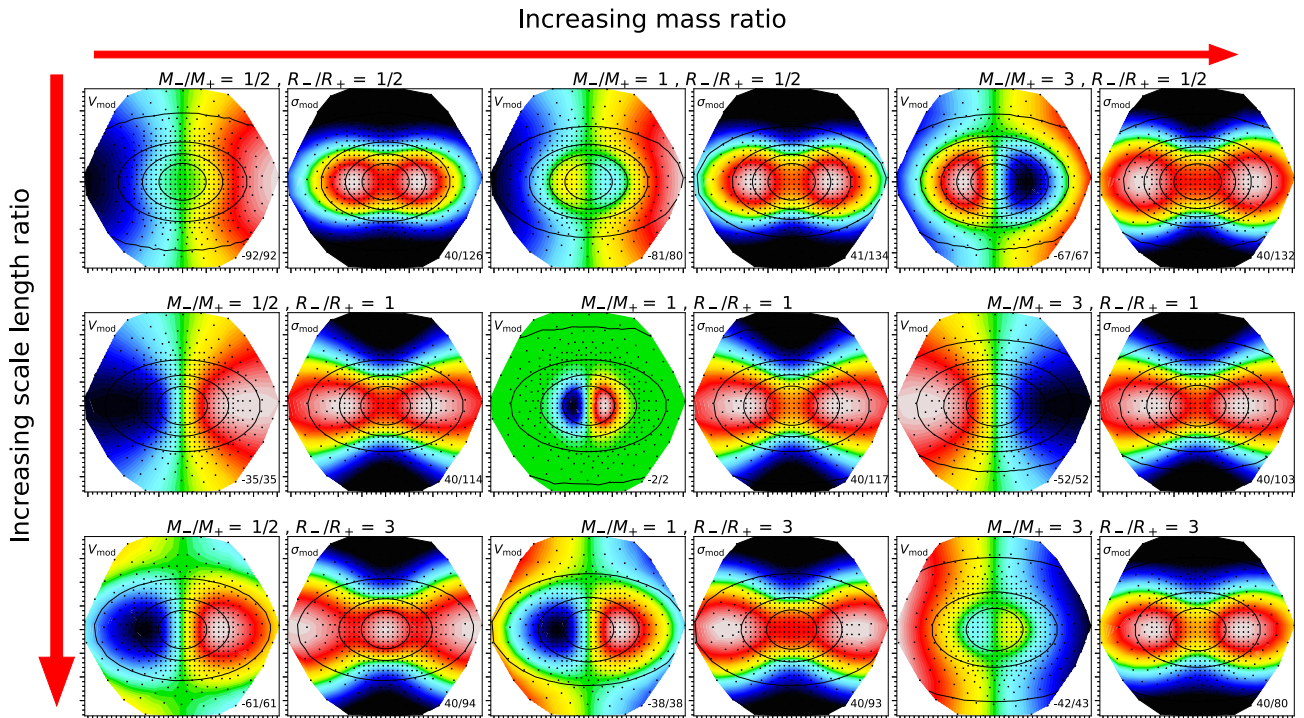 Increasing mass ratio
Increasing scale length ratio
M₋/M₊ = 1/2 , R₋/R₊ = 1/2
M₋/M₊ = 1 , R₋/R₊ = 1/2
M₋/M₊ = 3 , R₋/R₊ = 1/2
V_mod σ_mod V_mod σ_mod V_mod σ_mod
-92/92 40/126 -81/80 41/134 -67/67 40/132
M₋/M₊ = 1/2 , R₋/R₊ = 1
M₋/M₊ = 1 , R₋/R₊ = 1
M₋/M₊ = 3 , R₋/R₊ = 1
V_mod σ_mod V_mod σ_mod V_mod σ_mod
-35/35 40/114 -2/2 40/117 -52/52 40/103
M₋/M₊ = 1/2 , R₋/R₊ = 3
M₋/M₊ = 1 , R₋/R₊ = 3
M₋/M₊ = 3 , R₋/R₊ = 3
V_mod σ_mod V_mod σ_mod V_mod σ_mod
-61/61 40/94 -38/38 40/93 -42/43 40/80